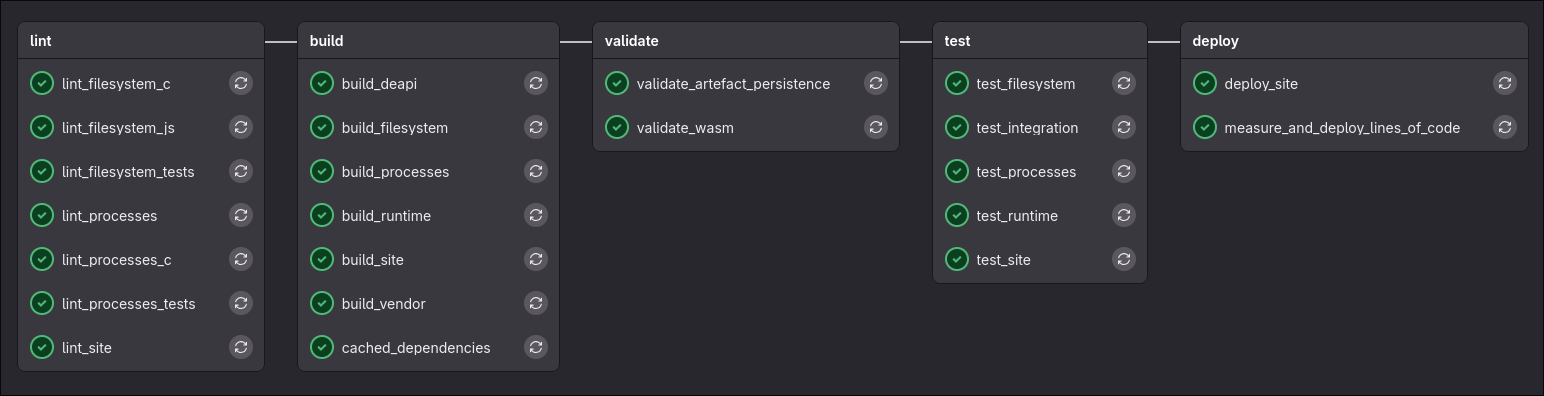 lint
lint_filesystem_c
lint_filesystem_js
lint_filesystem_tests
lint_processes
lint_processes_c
lint_processes_tests
lint_site
build
build_deapi
build_filesystem
build_processes
build_runtime
build_site
build_vendor
cached_dependencies
validate
validate_artefact_persistence
validate_wasm
test
test_filesystem
test_integration
test_processes
test_runtime
test_site
deploy
deploy_site
measure_and_deploy_lines_of_code